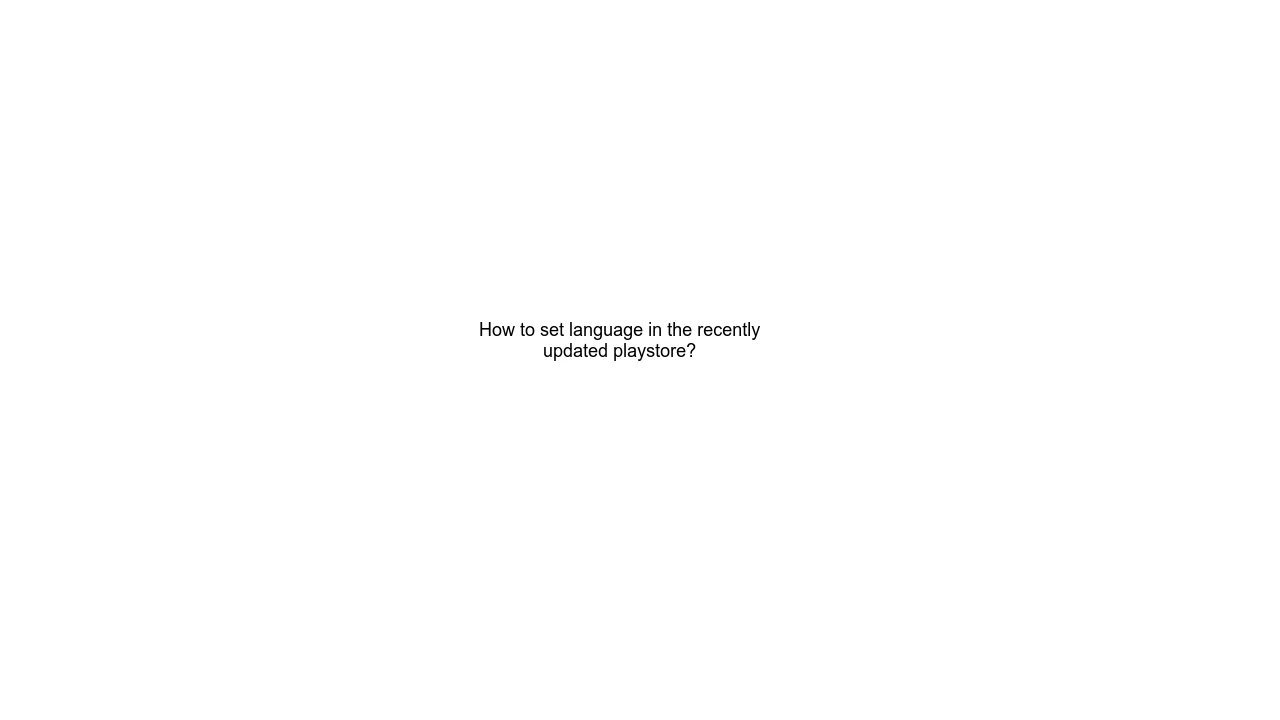 How to set language in the recently
updated playstore?